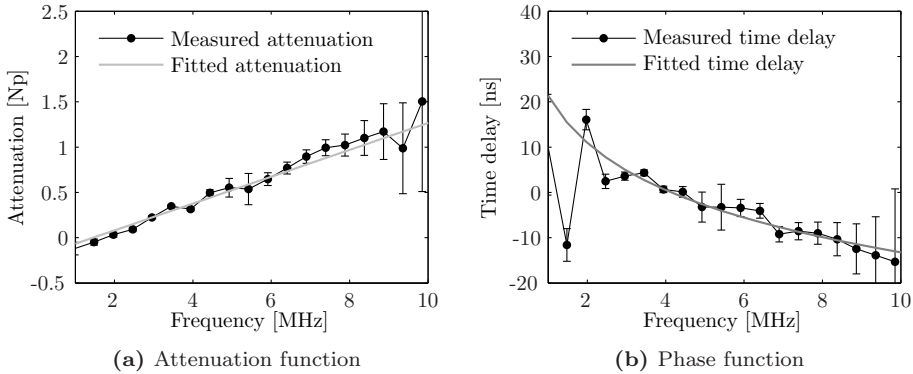 2.5
2
1.5
1
0.5
0
-0.5
Attenuation [Np]
Measured attenuation
Fitted attenuation
2 4 6 8 10
Frequency [MHz]
(a) Attenuation function
40
30
20
10
0
-10
-20
Time delay [ns]
Measured time delay
Fitted time delay
2 4 6 8 10
Frequency [MHz]
(b) Phase function